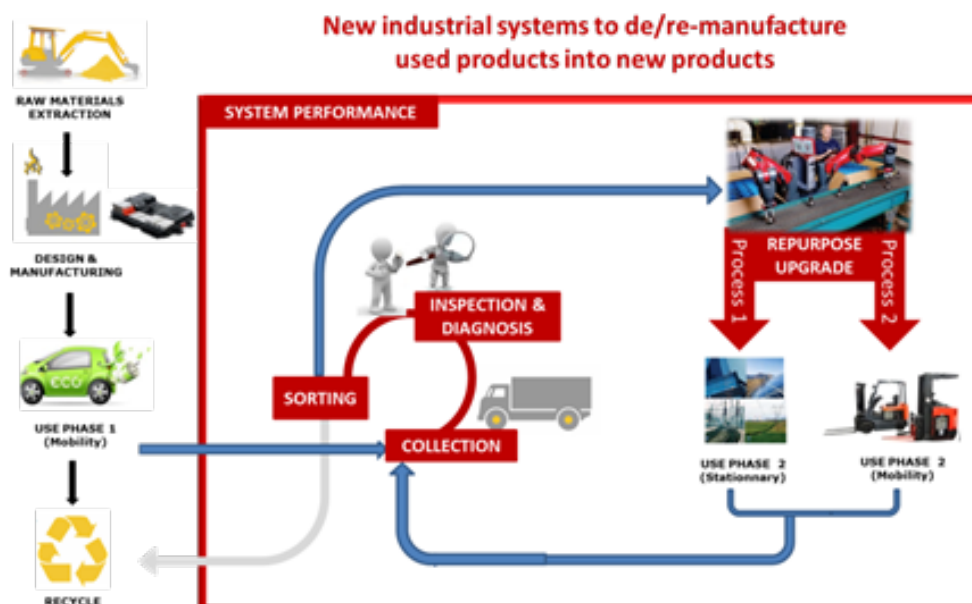 New industrial systems to de/re-manufacture
used products into new products
RAW MATERIALS
EXTRACTION
SYSTEM PERFORMANCE
DESIGN &
MANUFACTURING
REPURPOSE
UPGRADE
Process 1
Process 2
INSPECTION &
DIAGNOSIS
eco
SORTING
USE PHASE 1
(Mobility)
COLLECTION
USE PHASE 2
(Stationnary)
USE PHASE 2
(Mobility)
RECYCLE